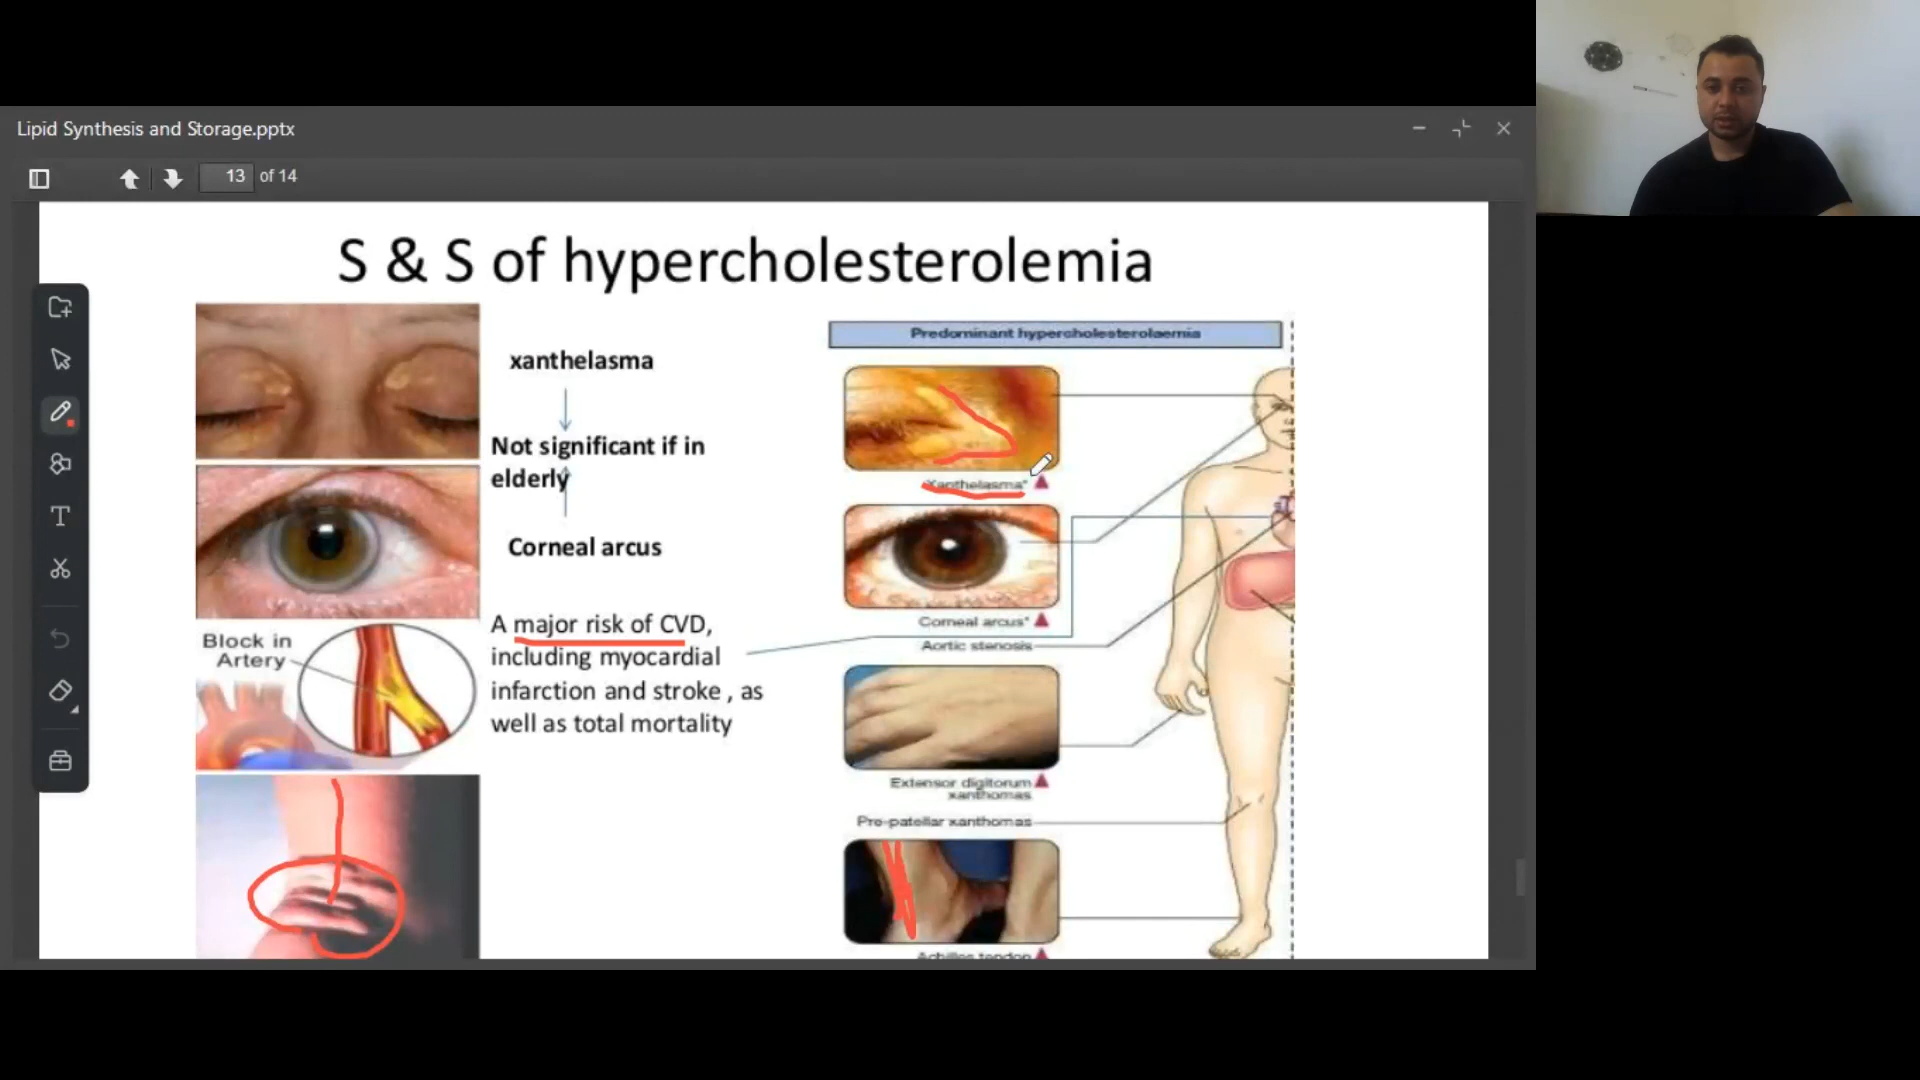 Lipid Synthesis and Storage.pptx
13 of 14
S & S of hypercholesterolemia
xanthelasma
Not significant if in
elderly
Corneal arcus
Block in
Artery
A major risk of CVD,
including myocardial
infarction and stroke , as
well as total mortality
Predominant hypercholesterolaemia
Xanthelasma*
Corneal arcus*
Aortic stenosis
Extensor digitorum
xanthomas
Pre-patellar xanthomas
Achilles tendon
T